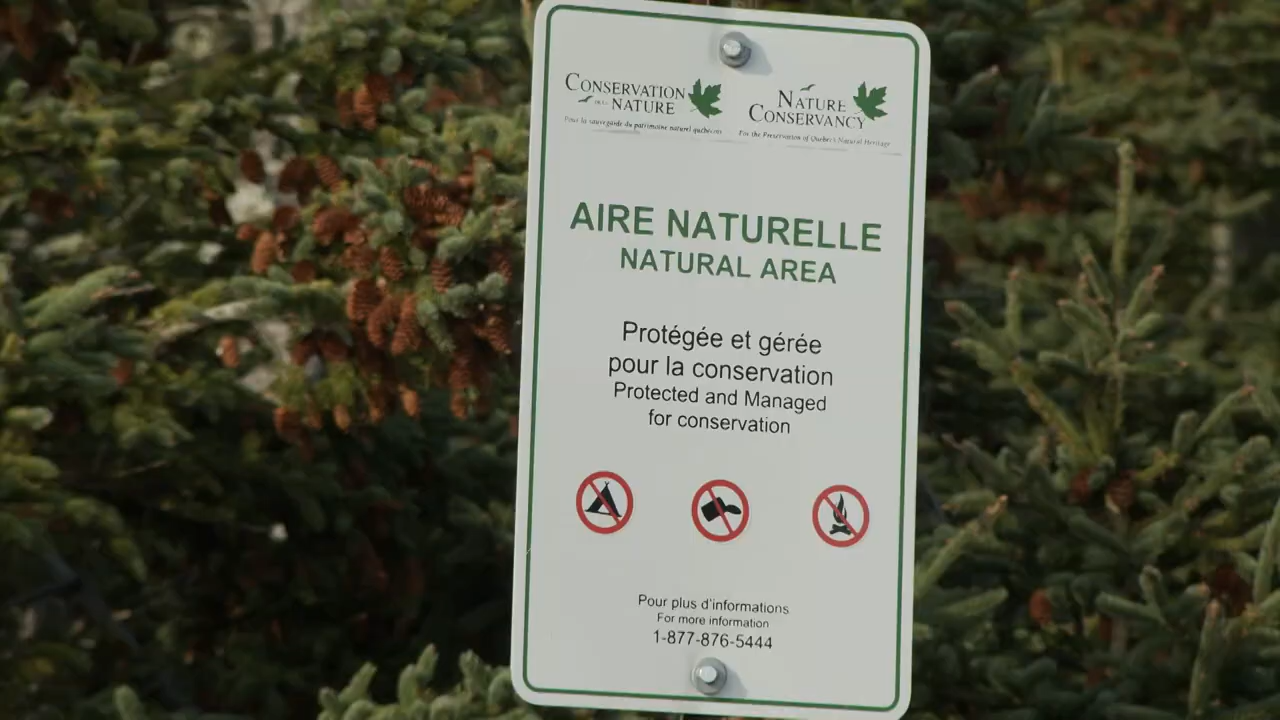 CONSERVATION
DE LA NATURE
Pour la sauvegarde du patrimoine naturel québécois
NATURE
CONSERVANCY
For the Preservation of Quebec's Natural Heritage
AIRE NATURELLE
NATURAL AREA
Protégée et gérée
pour la conservation
Protected and Managed
for conservation
Pour plus d'informations
For more information
1-877-876-5444